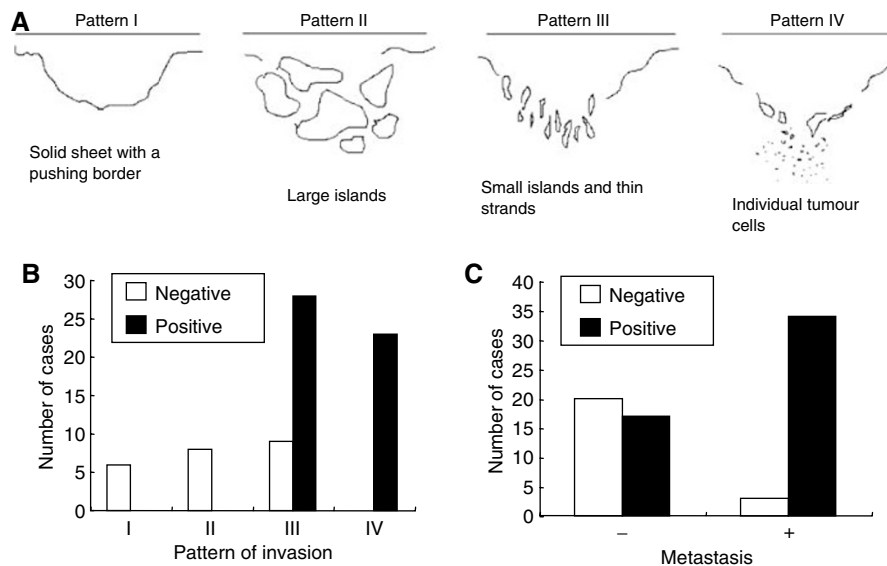 A
Pattern I
Pattern II
Pattern III
Pattern IV
Solid sheet with a
pushing border
Large islands
Small islands and thin
strands
Individual tumour
cells
B
Negative
Positive
Number of cases
30
25
20
15
10
5
0
I II III IV
Pattern of invasion
C
Negative
Positive
Number of cases
40
35
30
25
20
15
10
5
0
– +
Metastasis